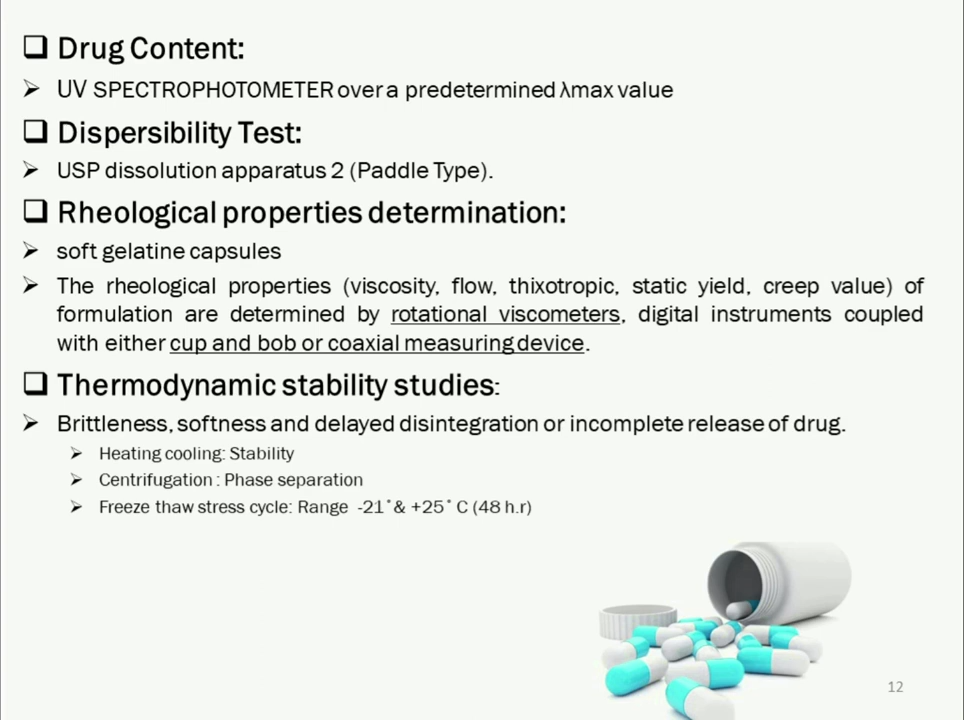 ❑ Drug Content:
➢ UV SPECTROPHOTOMETER over a predetermined λmax value
❑ Dispersibility Test:
➢ USP dissolution apparatus 2 (Paddle Type).
❑ Rheological properties determination:
➢ soft gelatine capsules
➢ The rheological properties (viscosity, flow, thixotropic, static yield, creep value) of
formulation are determined by rotational viscometers, digital instruments coupled
with either cup and bob or coaxial measuring device.
❑ Thermodynamic stability studies:
➢ Brittleness, softness and delayed disintegration or incomplete release of drug.
➢ Heating cooling: Stability
➢ Centrifugation : Phase separation
➢ Freeze thaw stress cycle: Range -21˚& +25˚ C (48 h.r)
12